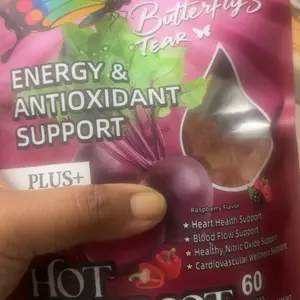 Butterfly's
TEAR
ENERGY &
ANTIOXIDANT
SUPPORT
PLUS+
Raspberry Flavor
★ Heart Health Support
★ Blood Flow Support
★ Healthy Nitric Oxide Support
★ Cardiovascular Wellness Support
HOT
60